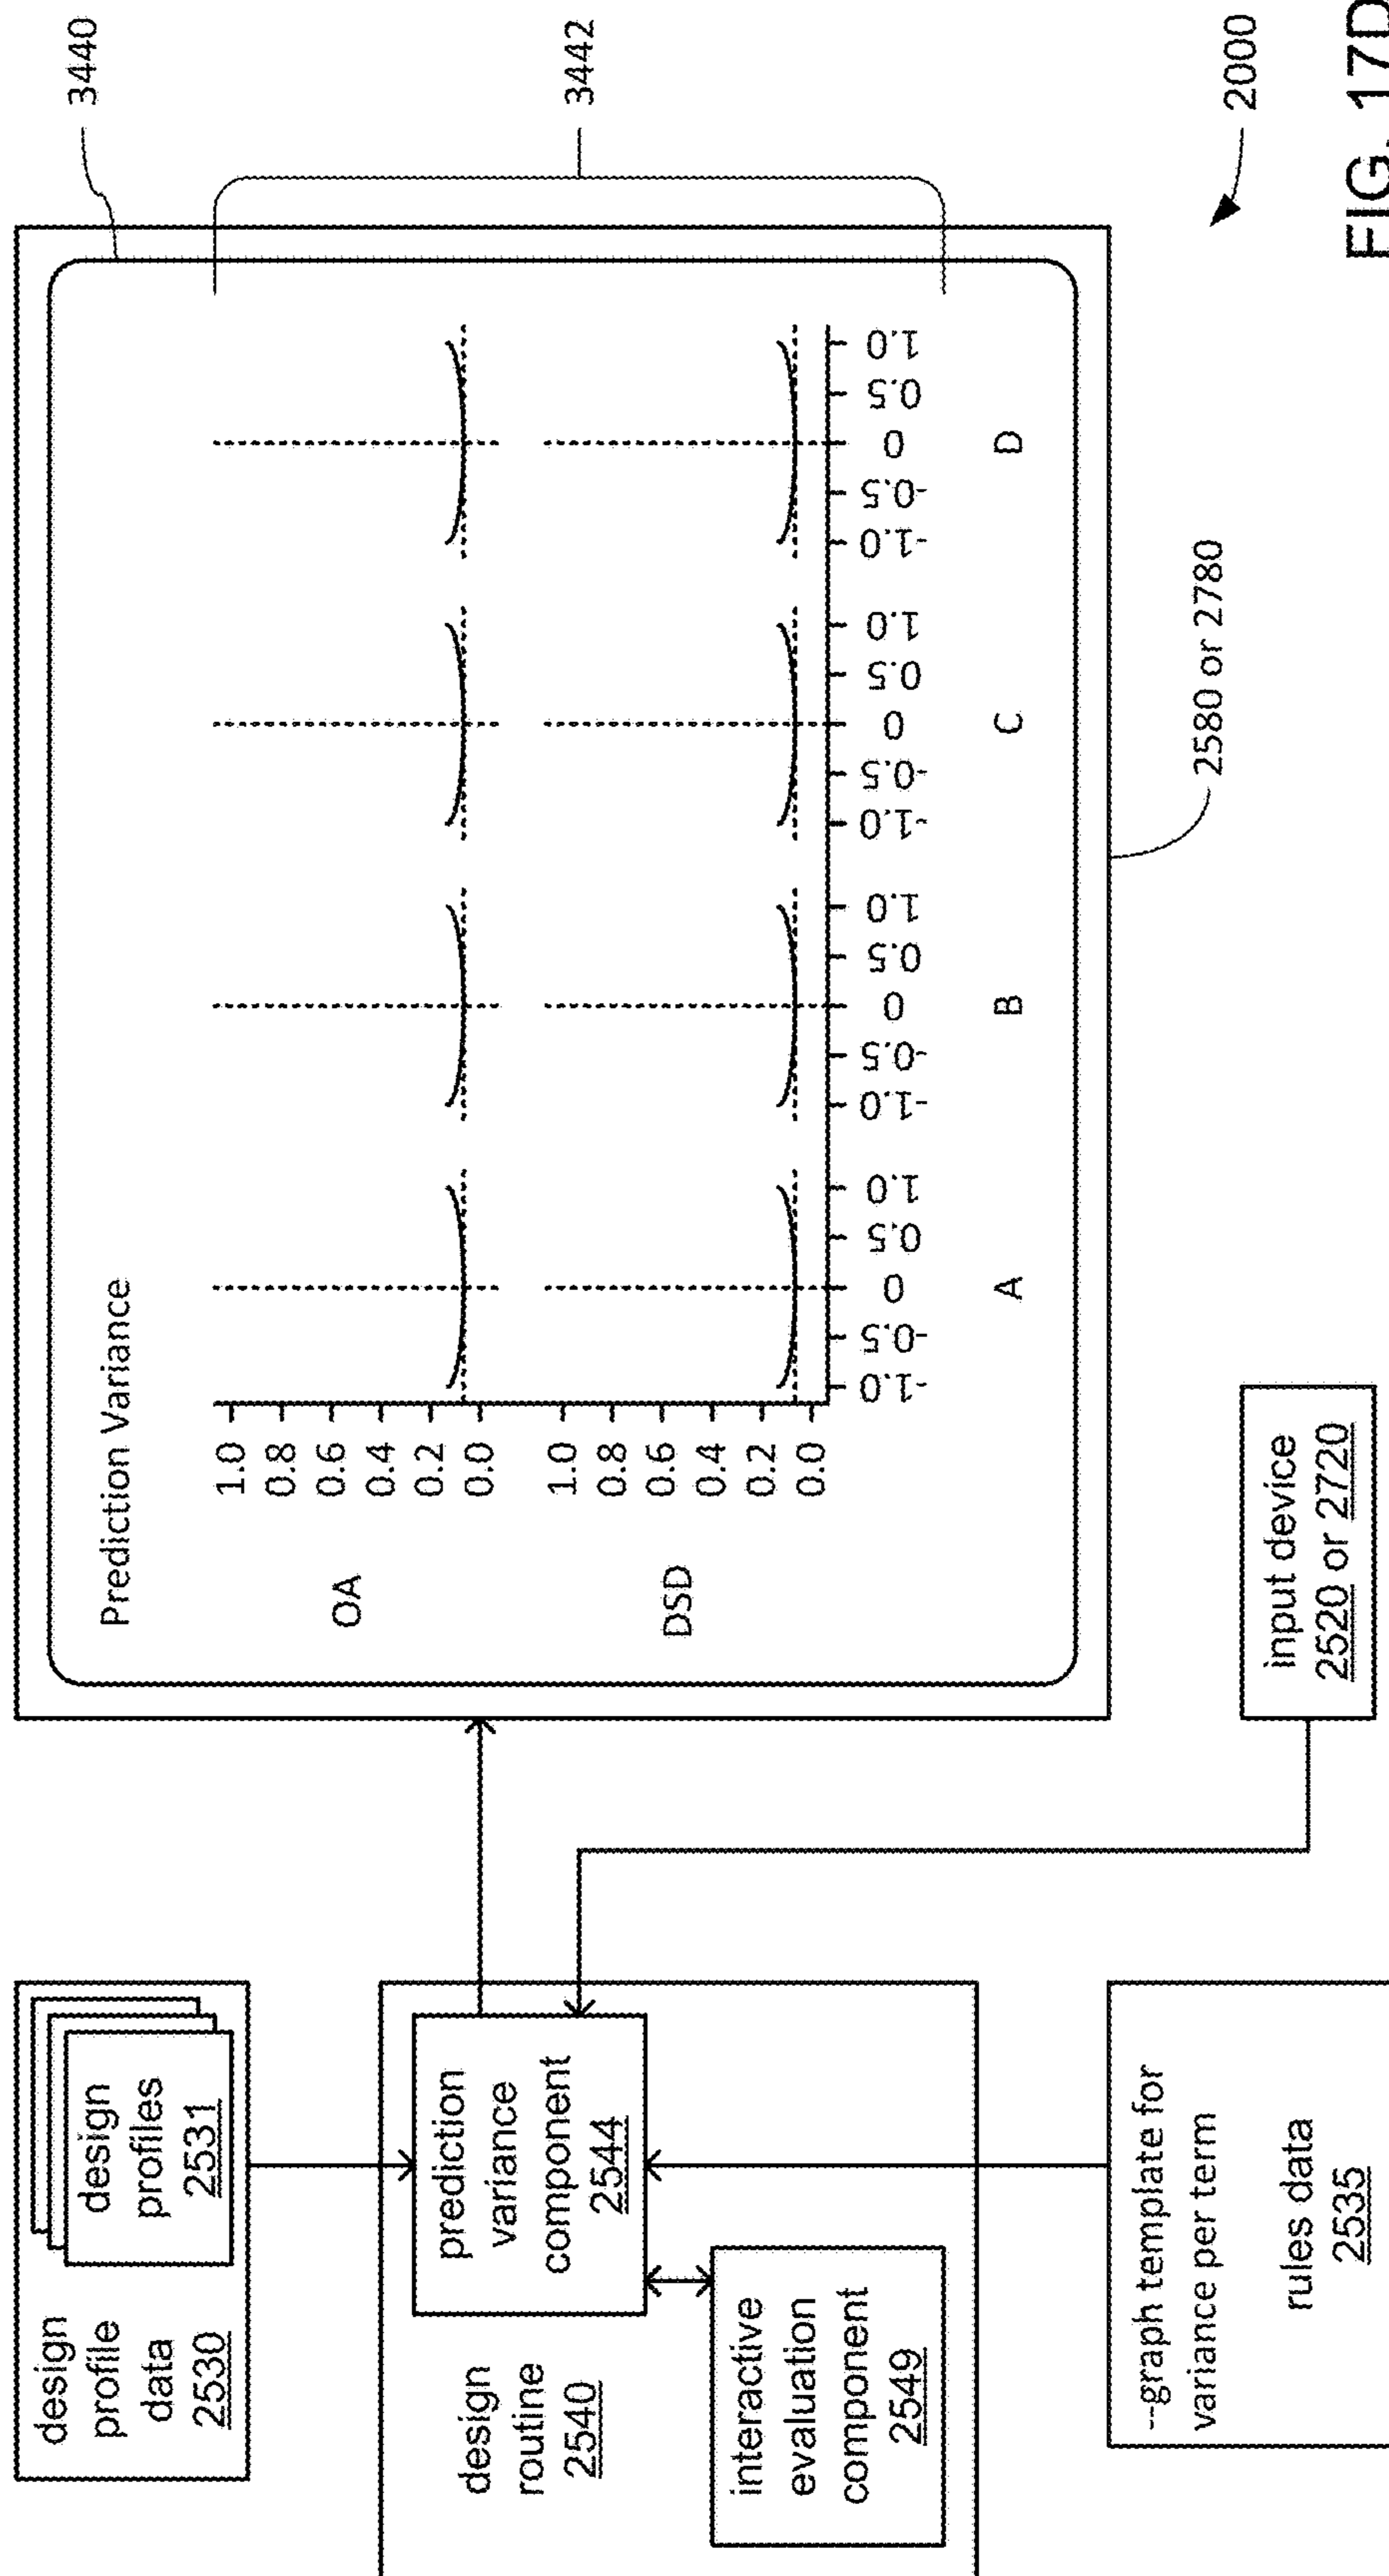 design
profile
data
2530
design
profiles
2531
design
routine
2540
prediction
variance
component
2544
interactive
evaluation
component
2549
--graph template for
variance per term
rules data
2535
input device
2520 or 2720
Prediction Variance
OA
1.0
0.8
0.6
0.4
0.2
0.0
DSD
1.0
0.8
0.6
0.4
0.2
0.0
-1.0 -0.5 0 0.5 1.0
-1.0 -0.5 0 0.5 1.0
-1.0 -0.5 0 0.5 1.0
-1.0 -0.5 0 0.5 1.0
A B C D
3440
3442
2580 or 2780
2000
FIG. 17D